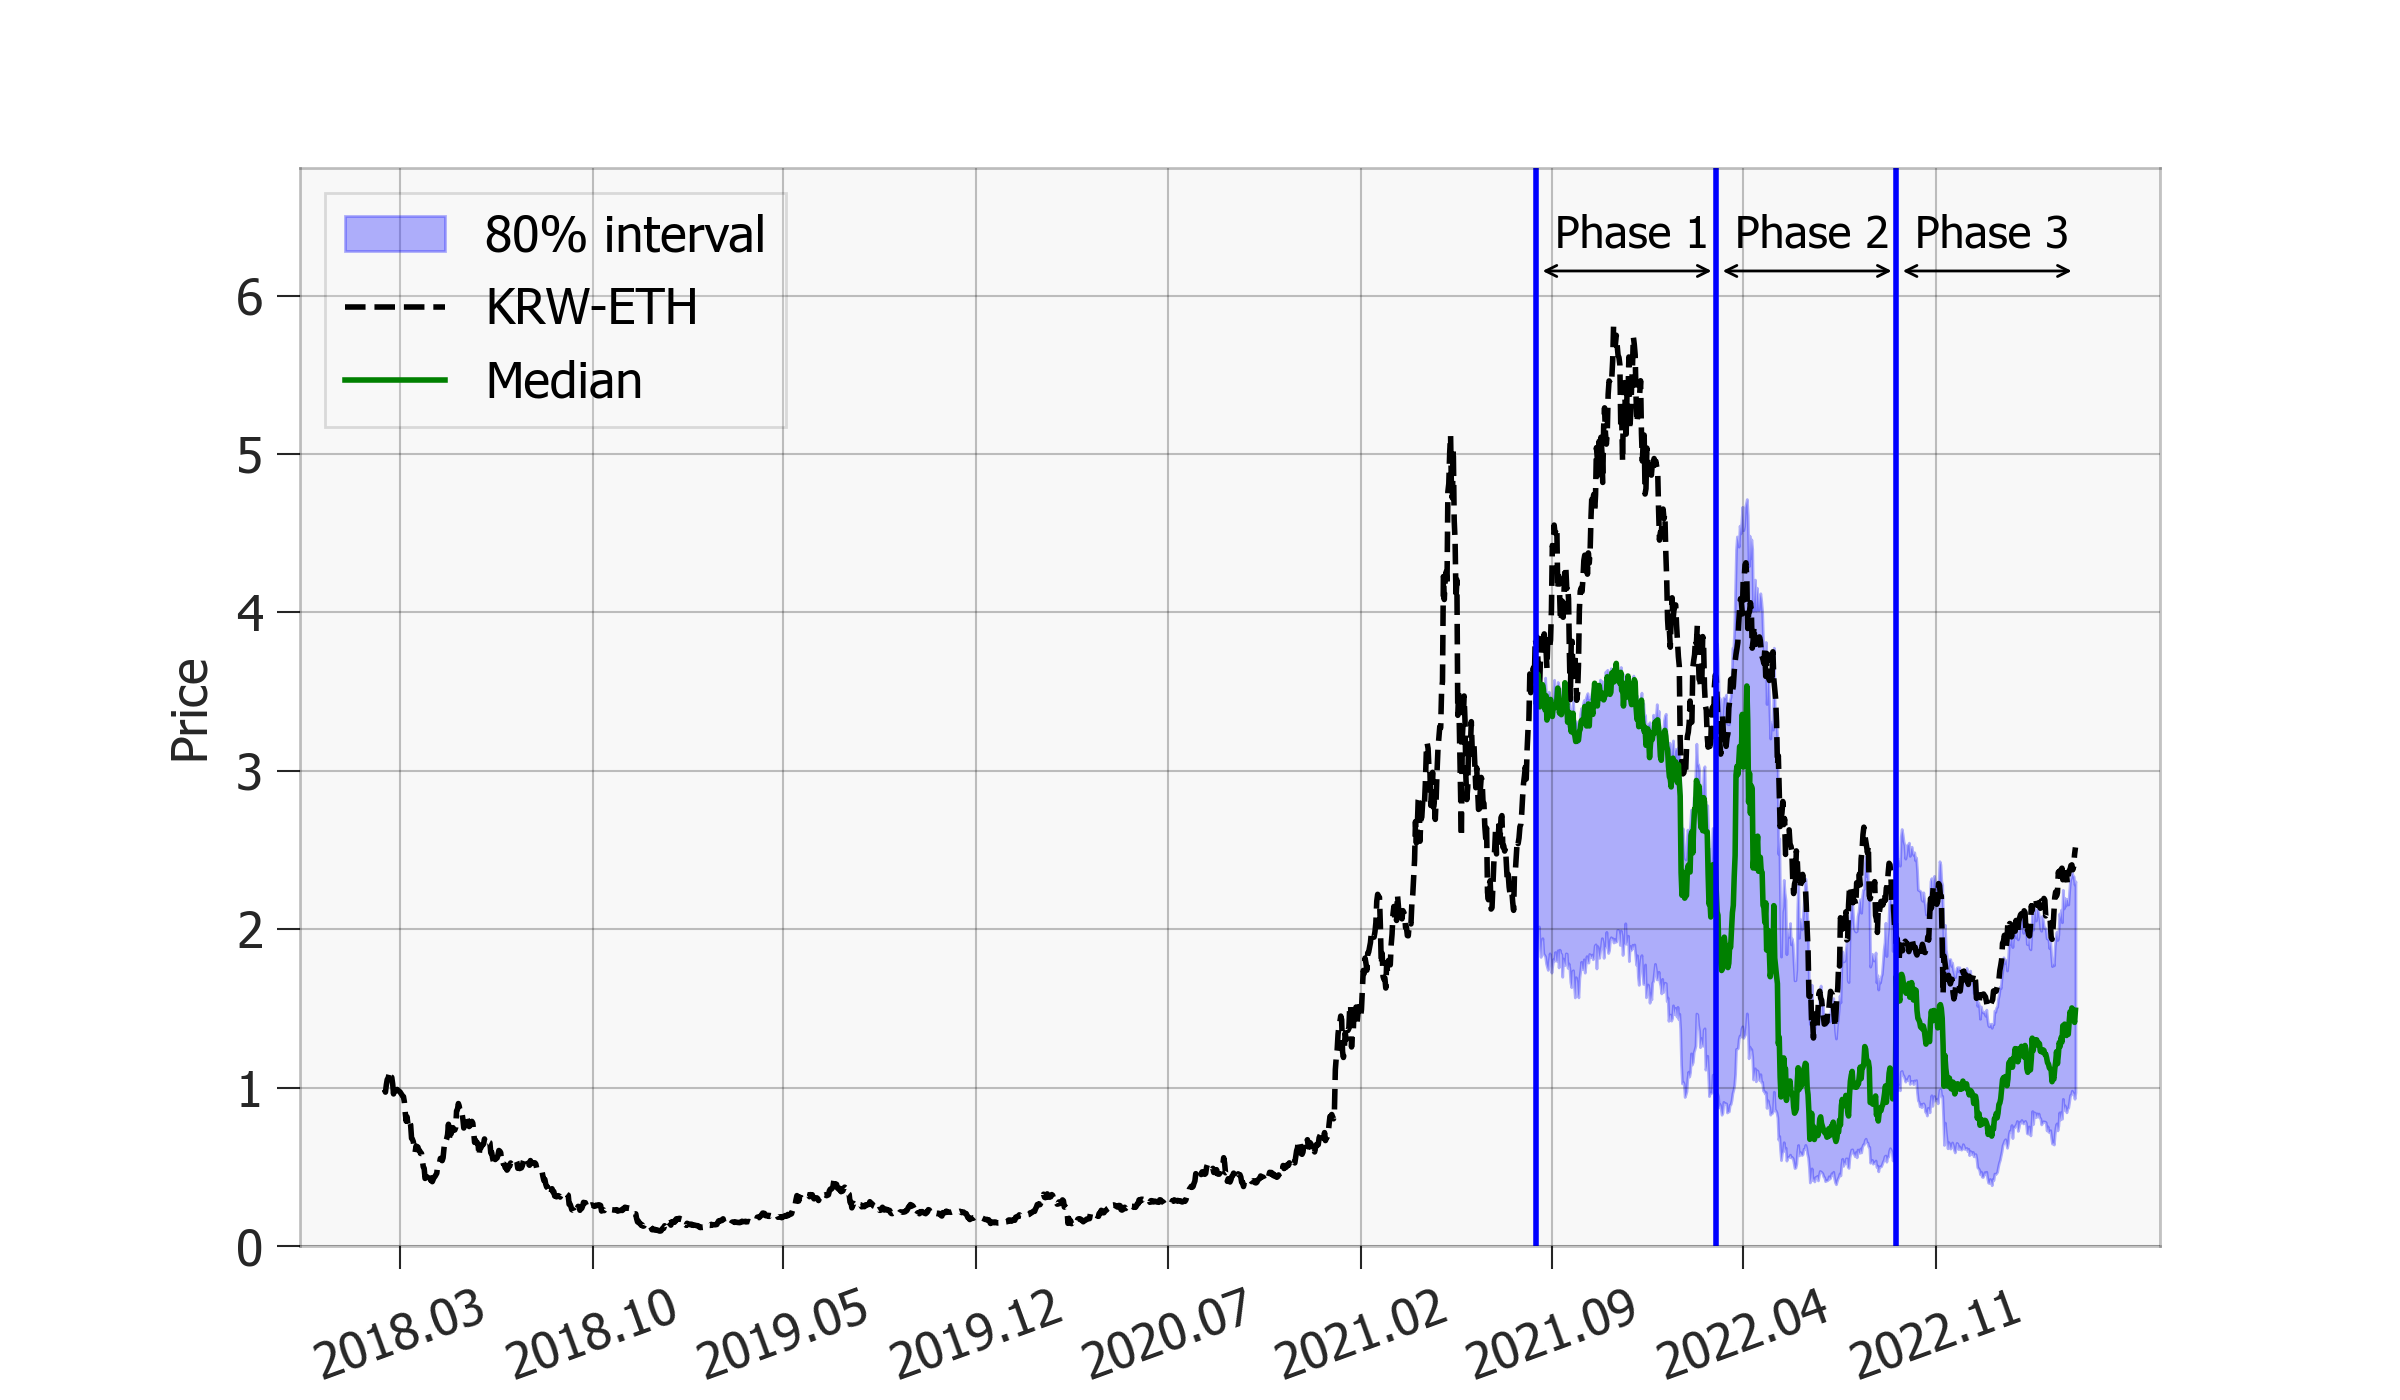 80% interval
KRW-ETH
Median
Phase 1
Phase 2
Phase 3
Price
6
5
4
3
2
1
0
2018.03
2018.10
2019.05
2019.12
2020.07
2021.02
2021.09
2022.04
2022.11